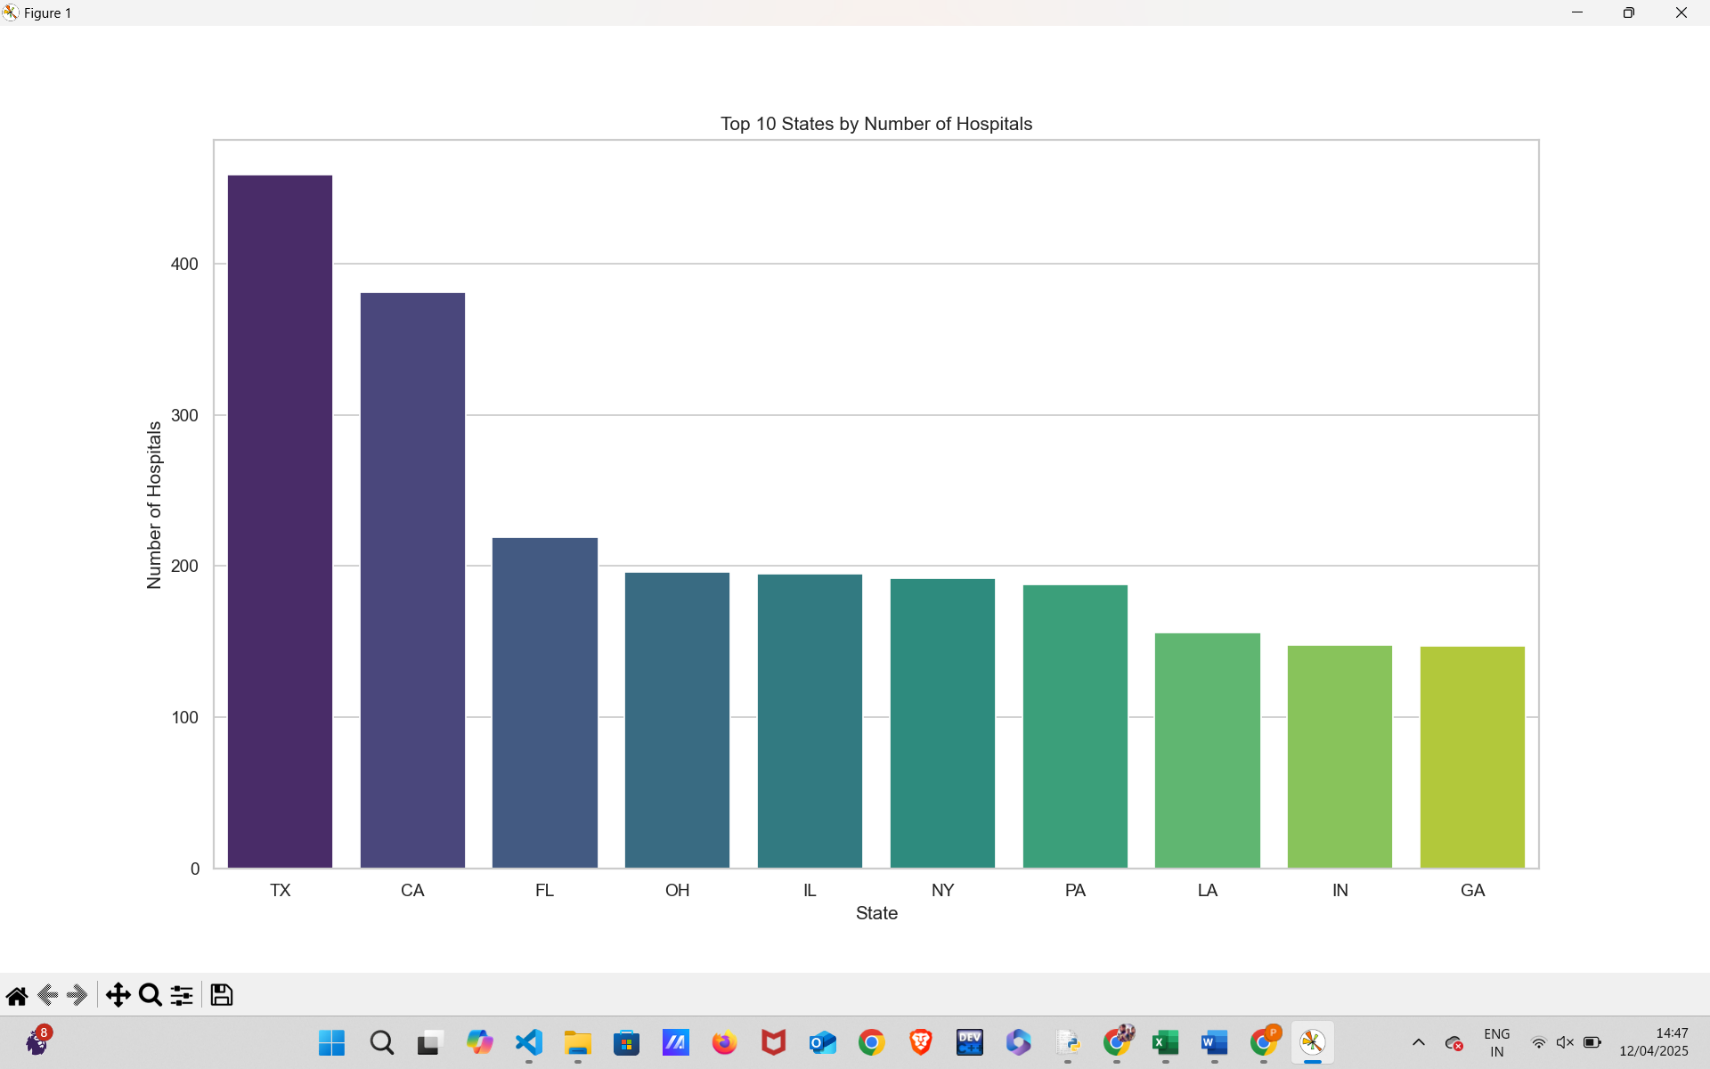 Figure 1
Top 10 States by Number of Hospitals
400
300
200
100
0
Number of Hospitals
TX CA FL OH IL NY PA LA IN GA
State
8
DEV
P
ENG
IN
14:47
12/04/2025